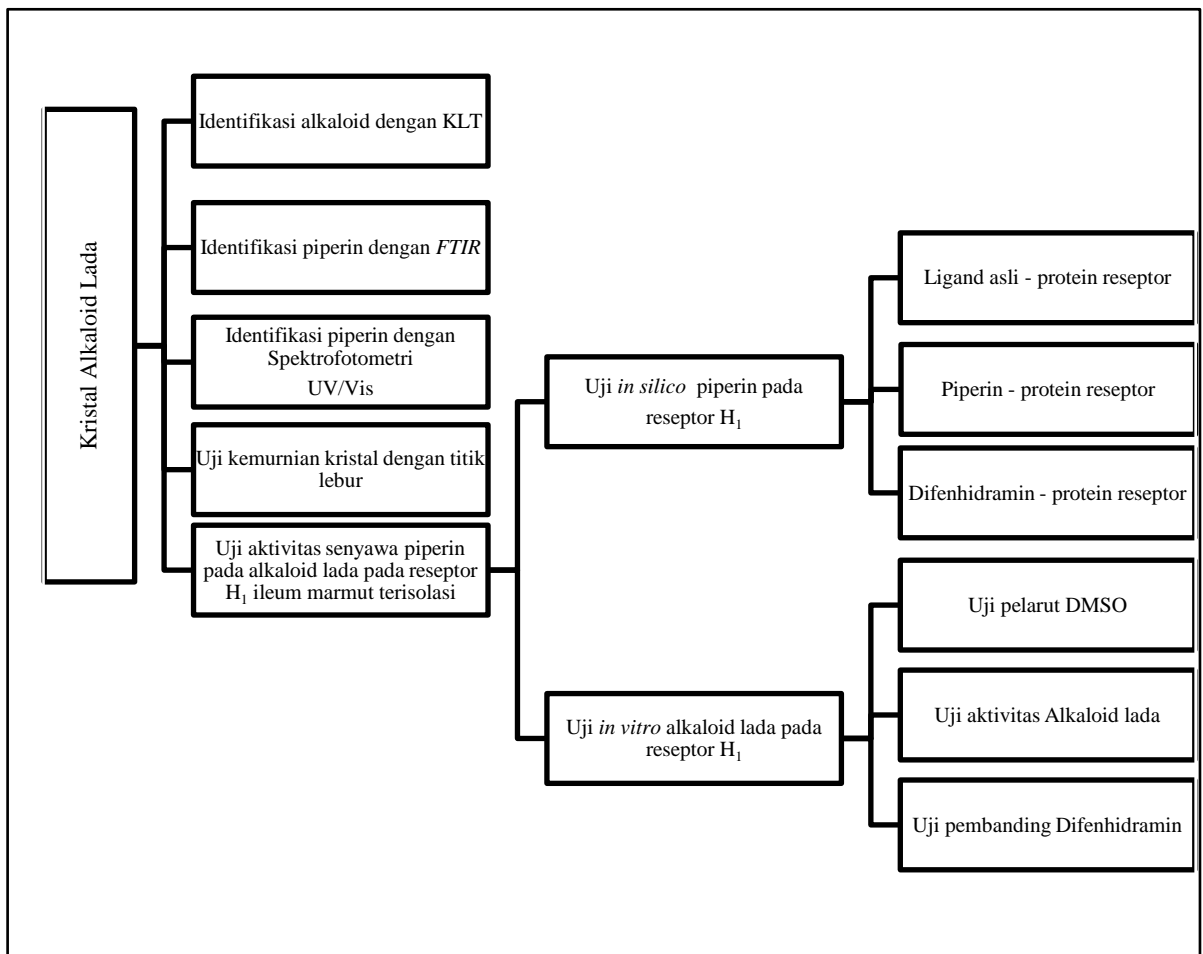 Kristal Alkaloid Lada
Identifikasi alkaloid dengan KLT
Identifikasi piperin dengan FTIR
Identifikasi piperin dengan
Spektrofotometri
UV/Vis
Uji kemurnian kristal dengan titik
lebur
Uji aktivitas senyawa piperin
pada alkaloid lada pada reseptor
H₁ ileum marmut terisolasi
Uji in silico piperin pada
reseptor H₁
Ligand asli - protein reseptor
Piperin - protein reseptor
Difenhidramin - protein reseptor
Uji in vitro alkaloid lada pada
reseptor H₁
Uji pelarut DMSO
Uji aktivitas Alkaloid lada
Uji pembanding Difenhidramin